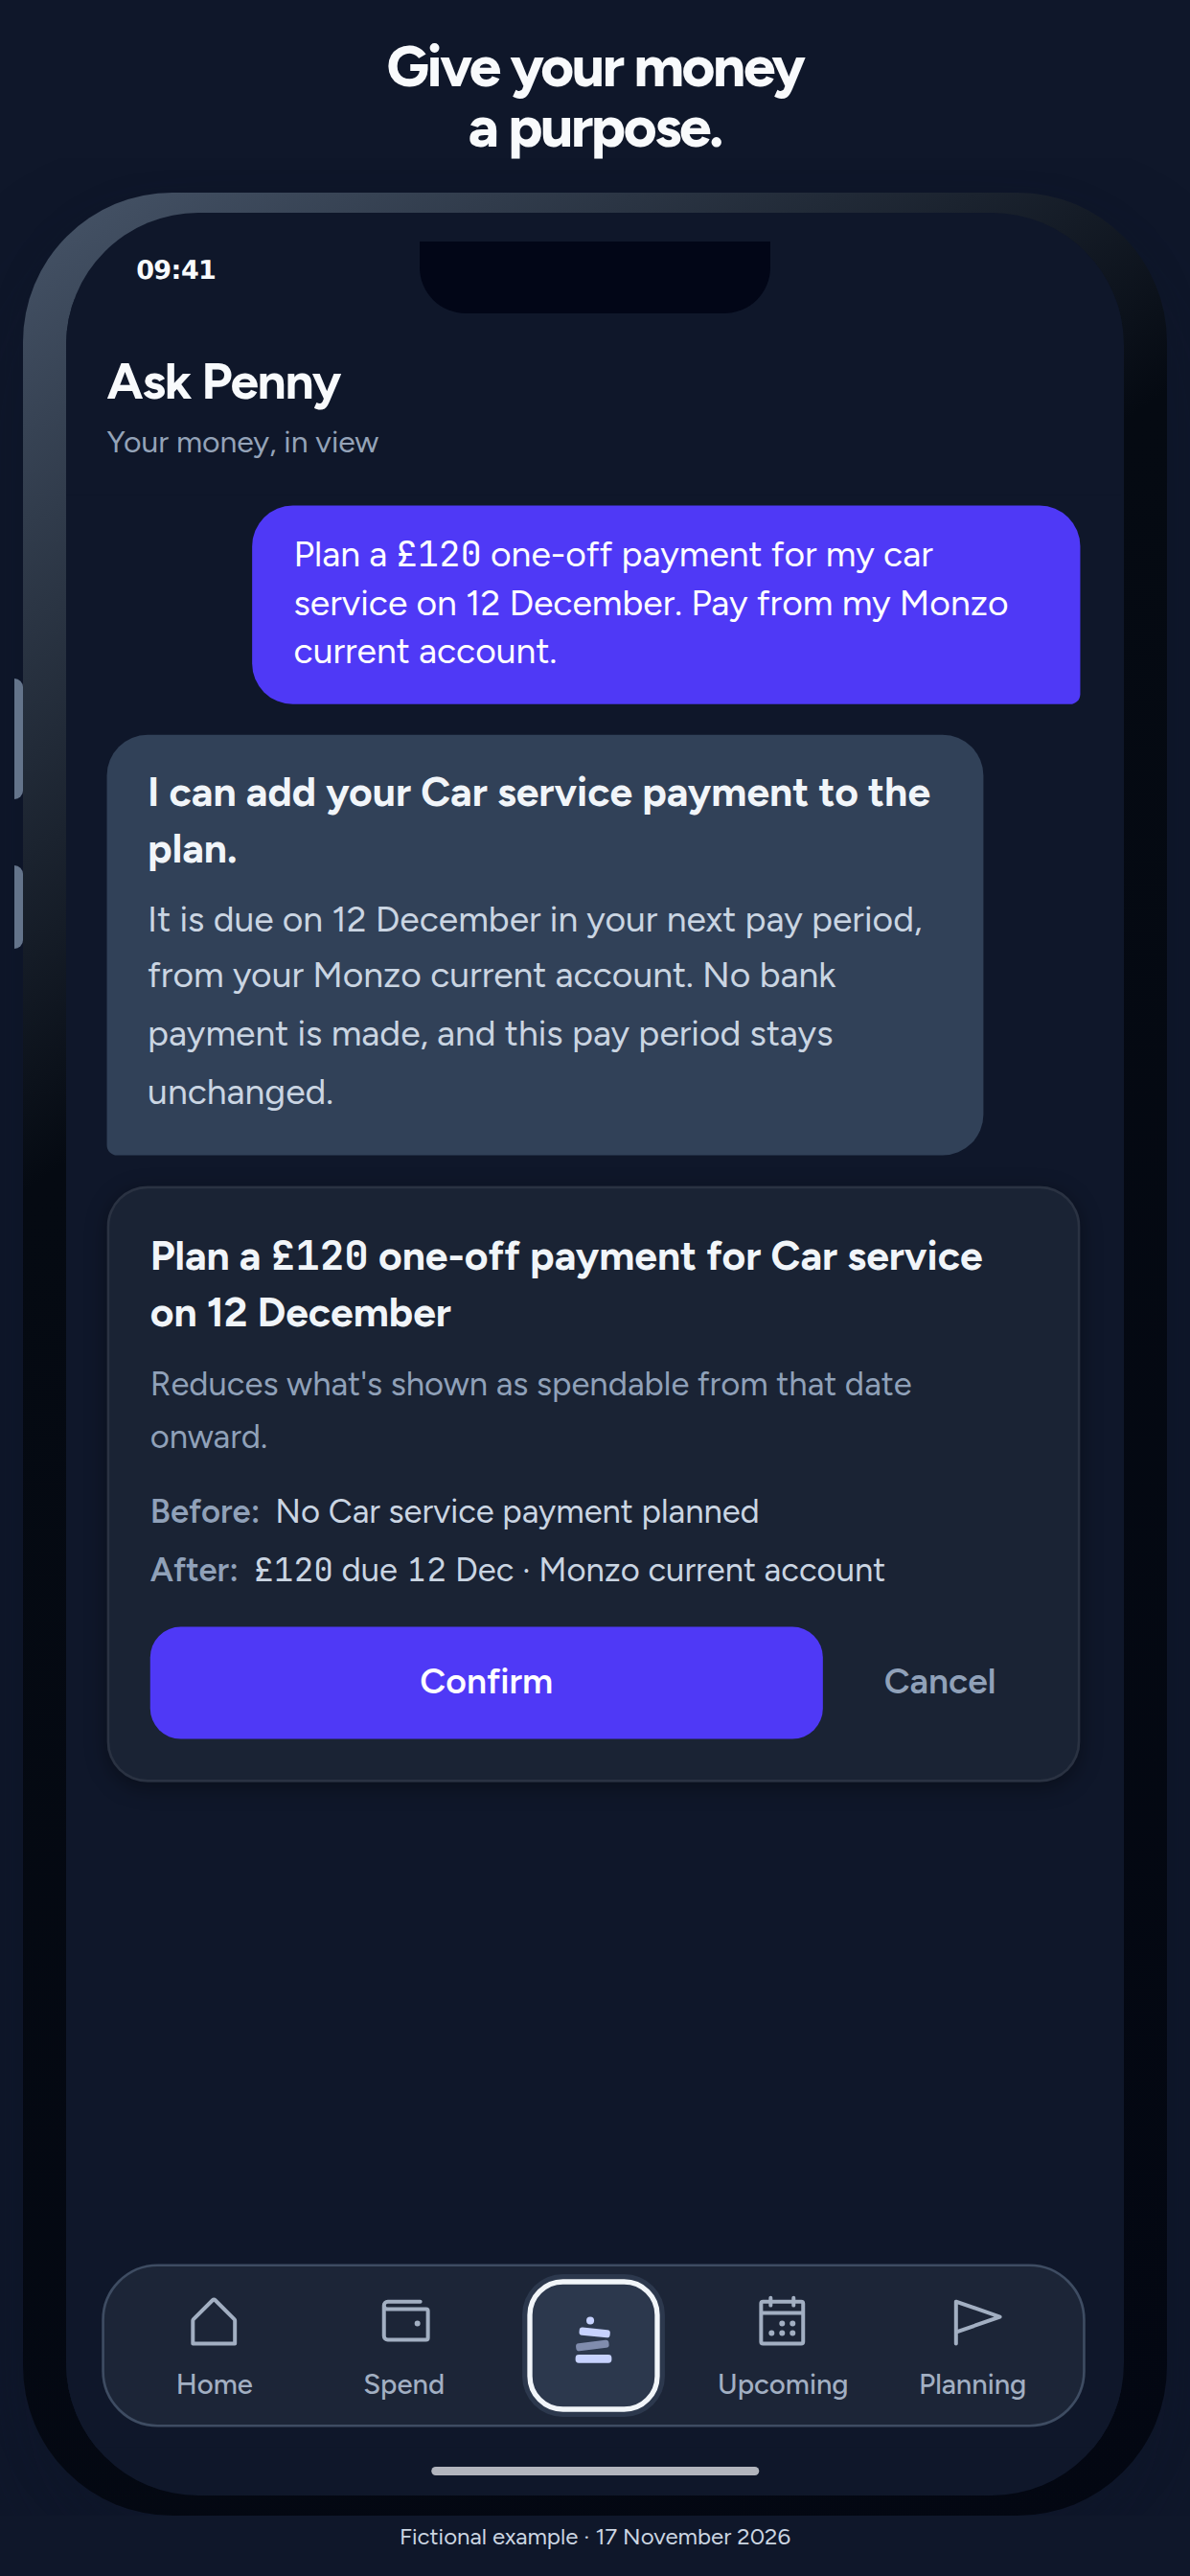 Give your money
a purpose.
09:41
Ask Penny
Your money, in view
Plan a £120 one-off payment for my car
service on 12 December. Pay from my Monzo
current account.
I can add your Car service payment to the
plan.
It is due on 12 December in your next pay period,
from your Monzo current account. No bank
payment is made, and this pay period stays
unchanged.
Plan a £120 one-off payment for Car service
on 12 December
Reduces what's shown as spendable from that date
onward.
Before: No Car service payment planned
After: £120 due 12 Dec · Monzo current account
Confirm Cancel
Home Spend Upcoming Planning
Fictional example · 17 November 2026